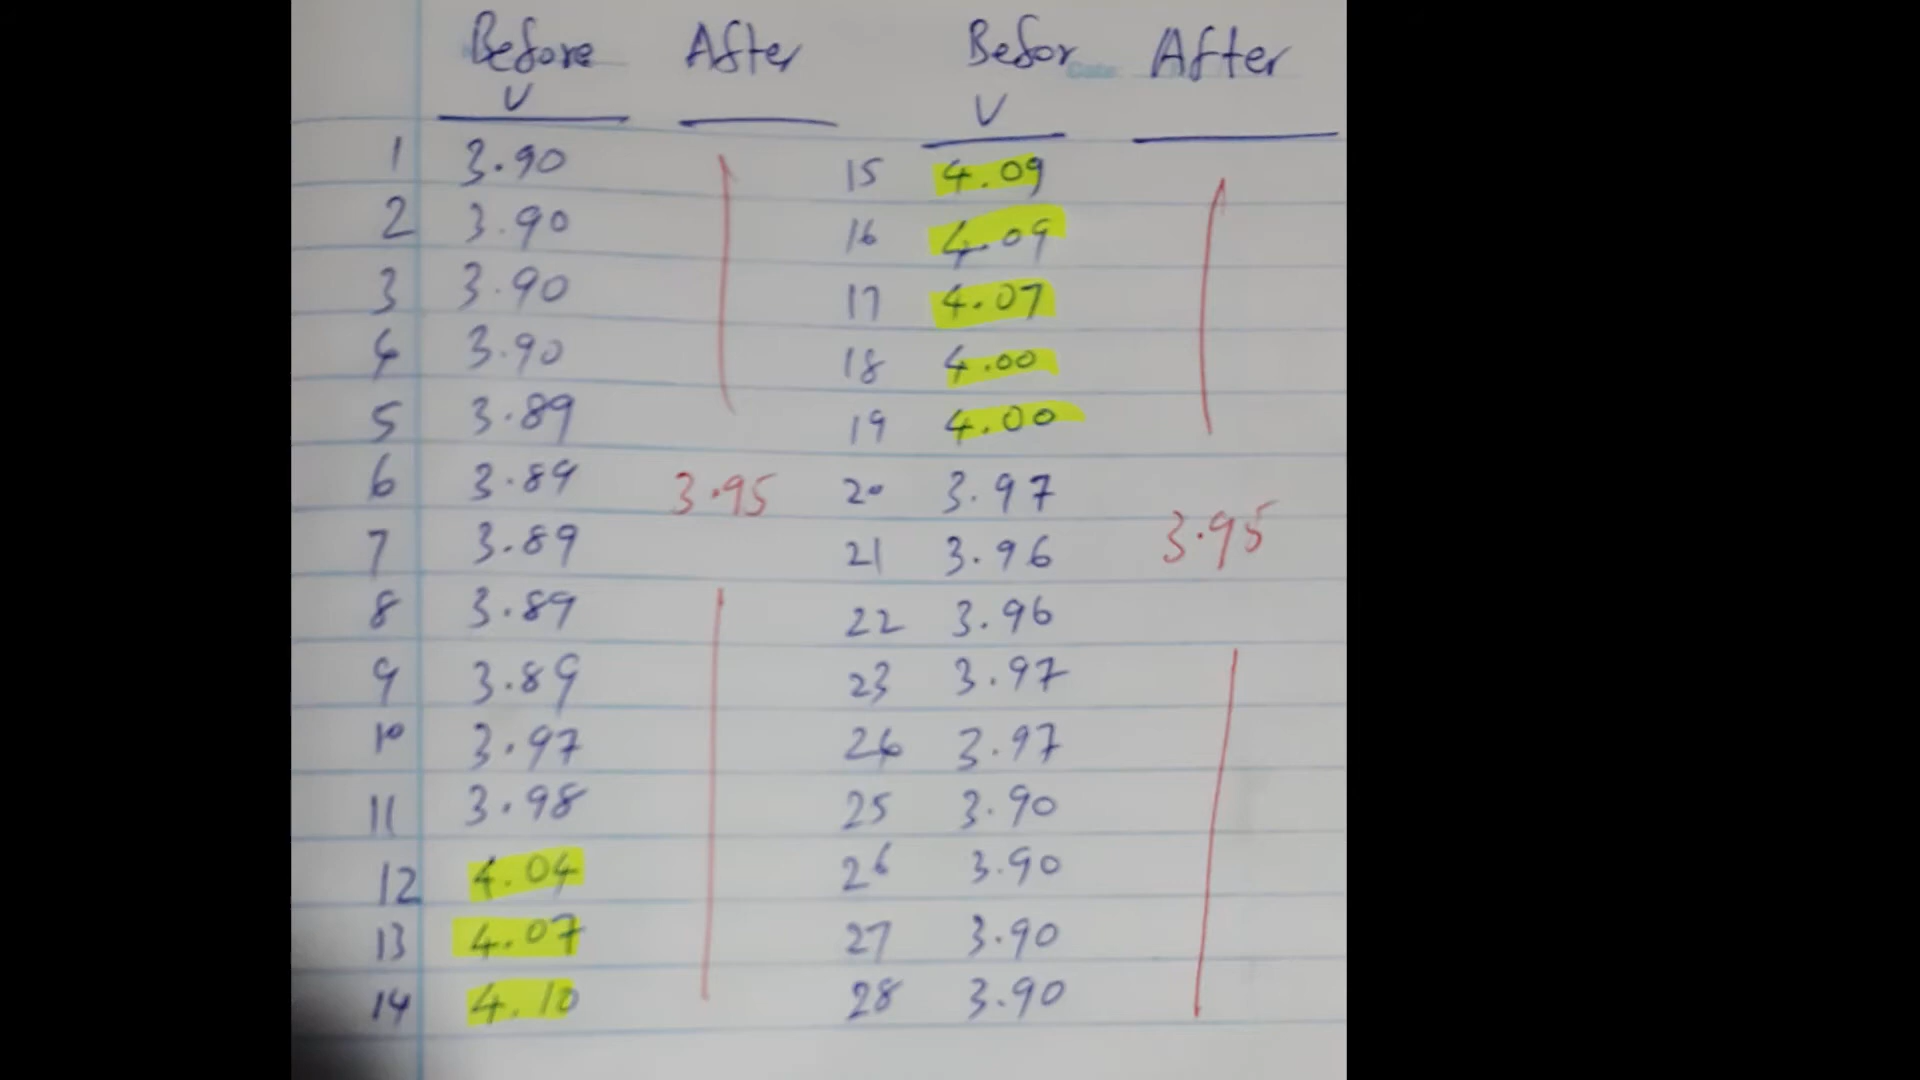 Before After Befor After
V V
1 3.90 15 4.09
2 3.90 16 4.09
3 3.90 17 4.07
4 3.90 18 4.00
5 3.89 19 4.00
6 3.89 3.95 20 3.97
7 3.89 21 3.96 3.95
8 3.89 22 3.96
9 3.89 23 3.97
10 3.97 24 3.97
11 3.98 25 3.90
12 4.04 26 3.90
13 4.07 27 3.90
14 4.10 28 3.90